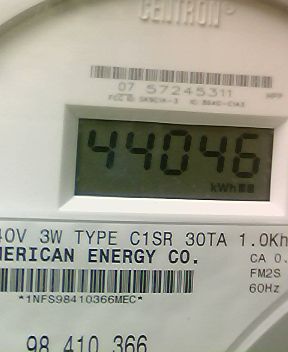 CENTRON®
07 57245311
44046
kWh
40V 3W TYPE C1SR 30TA 1.0Kh
MERICAN ENERGY CO.
CA 0.
FM2S
60Hz
*1NFS98410366MEC*
98 410 366